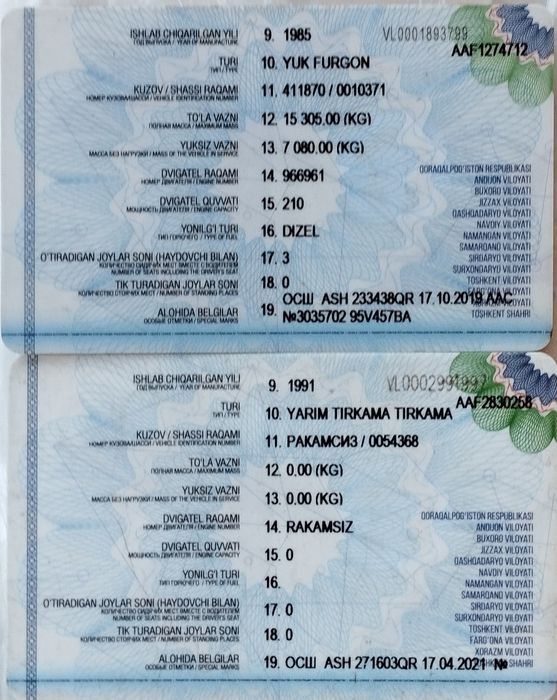 ISHLAB CHIQARILGAN YILI 9. 1985 VL0001893799
ГОД ВЫПУСКА / YEAR OF MANUFACTURE AAF1274712
TURI 10. YUK FURGON
ТИП / TYPE
KUZOV / SHASSI RAQAMI 11. 411870 / 0010371
НОМЕР КУЗОВА/ШАССИ / VEHICLE IDENTIFICATION NUMBER
TO'LA VAZNI 12. 15 305.00 (KG)
ПОЛНАЯ МАССА / MAXIMUM MASS
YUKSIZ VAZNI 13. 7 080.00 (KG)
МАССА БЕЗ НАГРУЗКИ / MASS OF THE VEHICLE IN SERVICE
DVIGATEL RAQAMI 14. 966961
НОМЕР ДВИГАТЕЛЯ / ENGINE NUMBER
DVIGATEL QUVVATI 15. 210
МОЩНОСТЬ ДВИГАТЕЛЯ / ENGINE CAPACITY
YONILG'I TURI 16. DIZEL
ТИП ГОРЮЧЕГО / TYPE OF FUEL
O'TIRADIGAN JOYLAR SONI (HAYDOVCHI BILAN) 17. 3
КОЛИЧЕСТВО СИДЯЧИХ МЕСТ ВМЕСТЕ С ВОДИТЕЛЕМ
NUMBER OF SEATS INCLUDING THE DRIVER'S SEAT
TIK TURADIGAN JOYLAR SONI 18. 0
КОЛИЧЕСТВО СТОЯЧИХ МЕСТ / NUMBER OF STANDING PLACES
ALOHIDA BELGILAR 19. ОСШ ASH 233438QR 17.10.2019 AAC
ОСОБЫЕ ОТМЕТКИ / SPECIAL MARKS №3035702 95V457BA
QORAQALPOG'ISTON RESPUBLIKASI
ANDIJON VILOYATI
BUXORO VILOYATI
JIZZAX VILOYATI
QASHQADARYO VILOYATI
NAVOIY VILOYATI
NAMANGAN VILOYATI
SAMARQAND VILOYATI
SIRDARYO VILOYATI
SURXONDARYO VILOYATI
TOSHKENT VILOYATI
FARG'ONA VILOYATI
VILOYATI
TOSHKENT SHAHRI
ISHLAB CHIQARILGAN YILI 9. 1991 VL0002991997
ГОД ВЫПУСКА / YEAR OF MANUFACTURE AAF2830258
TURI 10. YARIM TIRKAMA TIRKAMA
ТИП / TYPE
KUZOV / SHASSI RAQAMI 11. РАКАМСИЗ / 0054368
НОМЕР КУЗОВА/ШАССИ / VEHICLE IDENTIFICATION NUMBER
TO'LA VAZNI 12. 0.00 (KG)
ПОЛНАЯ МАССА / MAXIMUM MASS
YUKSIZ VAZNI 13. 0.00 (KG)
МАССА БЕЗ НАГРУЗКИ / MASS OF THE VEHICLE IN SERVICE
DVIGATEL RAQAMI 14. RAKAMSIZ
НОМЕР ДВИГАТЕЛЯ / ENGINE NUMBER
DVIGATEL QUVVATI 15. 0
МОЩНОСТЬ ДВИГАТЕЛЯ / ENGINE CAPACITY
YONILG'I TURI 16.
ТИП ГОРЮЧЕГО / TYPE OF FUEL
O'TIRADIGAN JOYLAR SONI (HAYDOVCHI BILAN) 17. 0
КОЛИЧЕСТВО СИДЯЧИХ МЕСТ ВМЕСТЕ С ВОДИТЕЛЕМ
NUMBER OF SEATS INCLUDING THE DRIVER'S SEAT
TIK TURADIGAN JOYLAR SONI 18. 0
КОЛИЧЕСТВО СТОЯЧИХ МЕСТ / NUMBER OF STANDING PLACES
ALOHIDA BELGILAR 19. ОСШ ASH 271603QR 17.04.2021 №
ОСОБЫЕ ОТМЕТКИ / SPECIAL MARKS
QORAQALPOG'ISTON RESPUBLIKASI
ANDIJON VILOYATI
BUXORO VILOYATI
JIZZAX VILOYATI
QASHQADARYO VILOYATI
NAVOIY VILOYATI
NAMANGAN VILOYATI
SAMARQAND VILOYATI
SIRDARYO VILOYATI
SURXONDARYO VILOYATI
TOSHKENT VILOYATI
FARG'ONA VILOYATI
XORAZM VILOYATI
SHAHRI